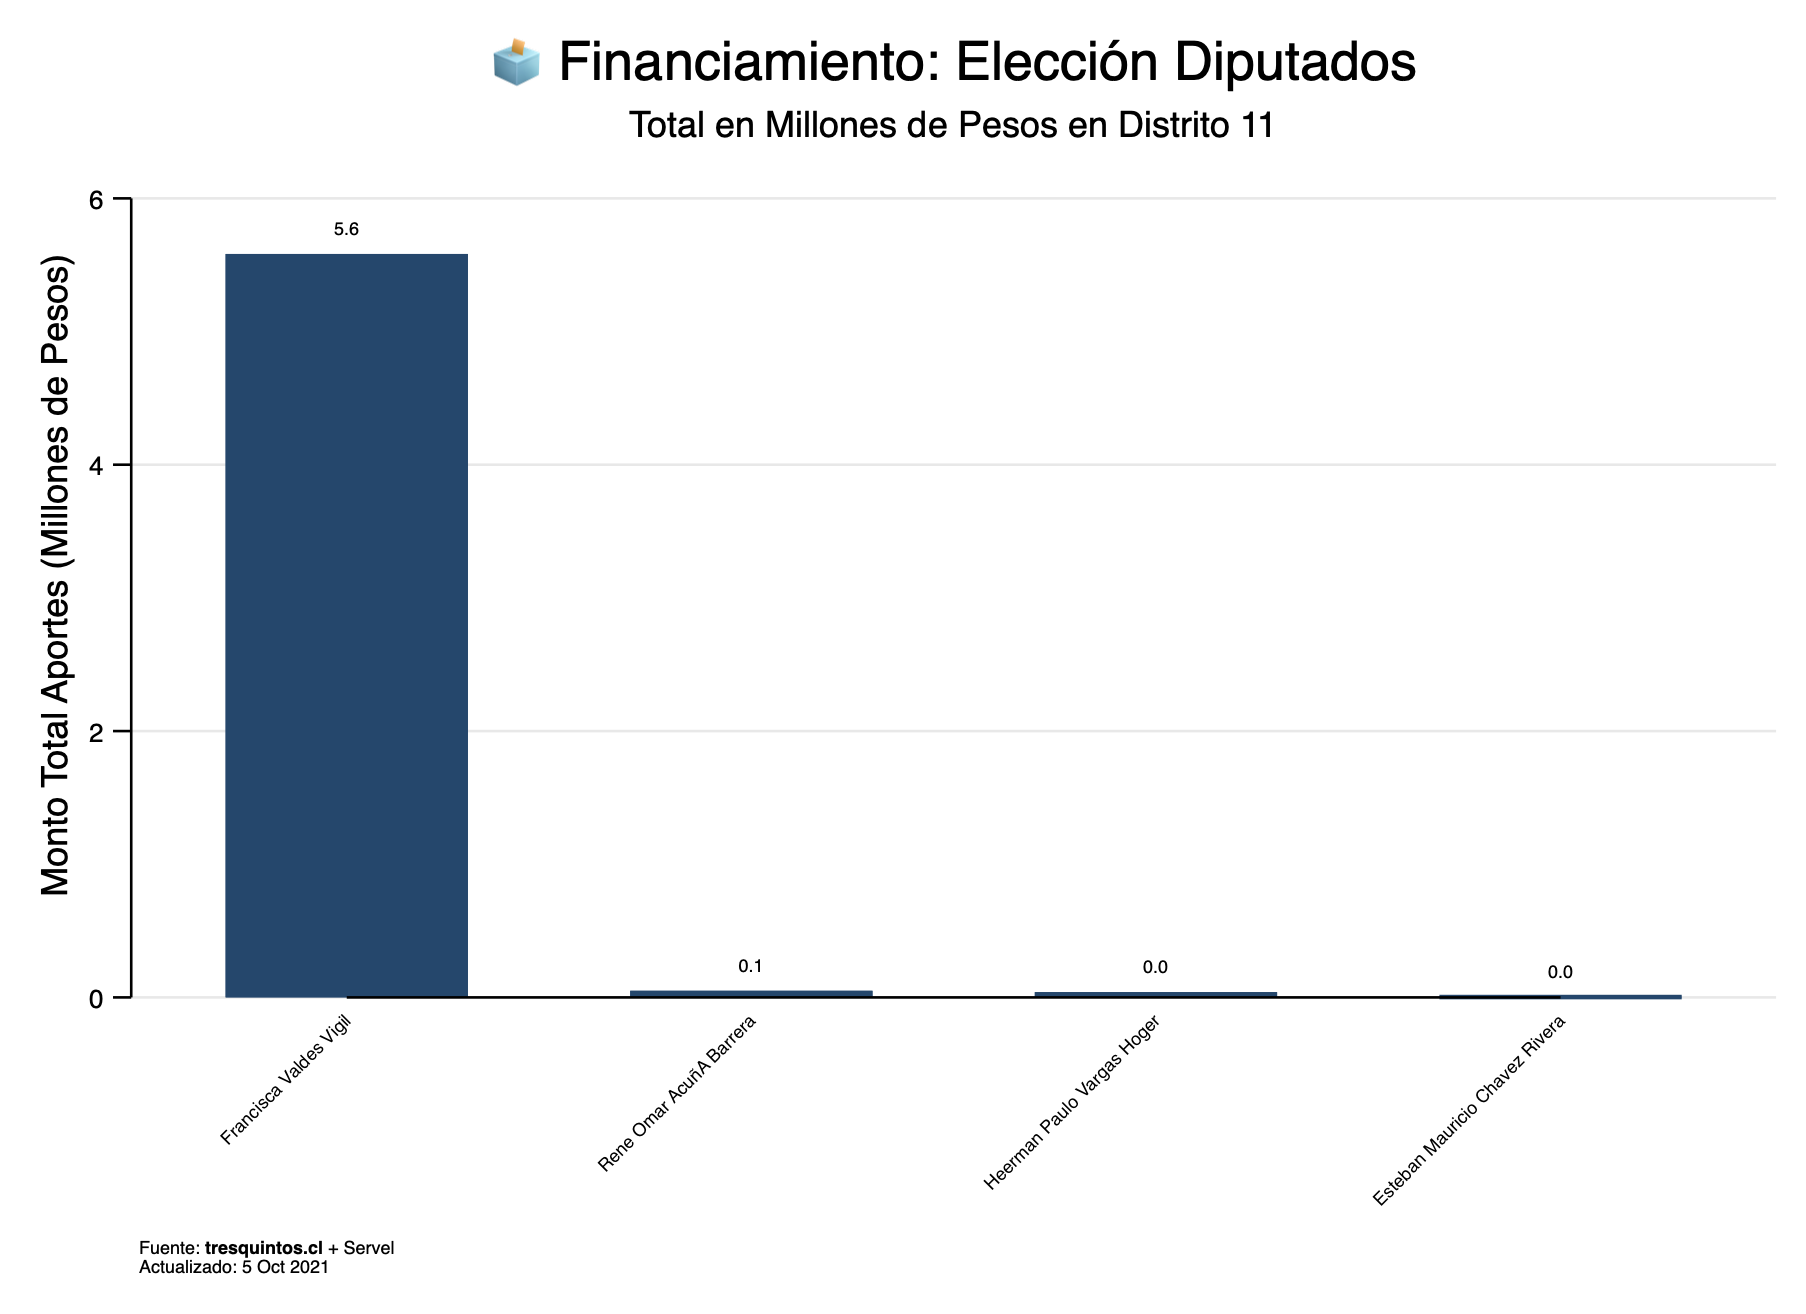 Financiamiento: Elección Diputados
Total en Millones de Pesos en Distrito 11
Monto Total Aportes (Millones de Pesos)
6
4
2
0
5.6
0.1
0.0
0.0
Francisca Valdes Vigil
Rene Omar AcuñA Barrera
Heerman Paulo Vargas Hoger
Esteban Mauricio Chavez Rivera
Fuente: tresquintos.cl + Servel
Actualizado: 5 Oct 2021